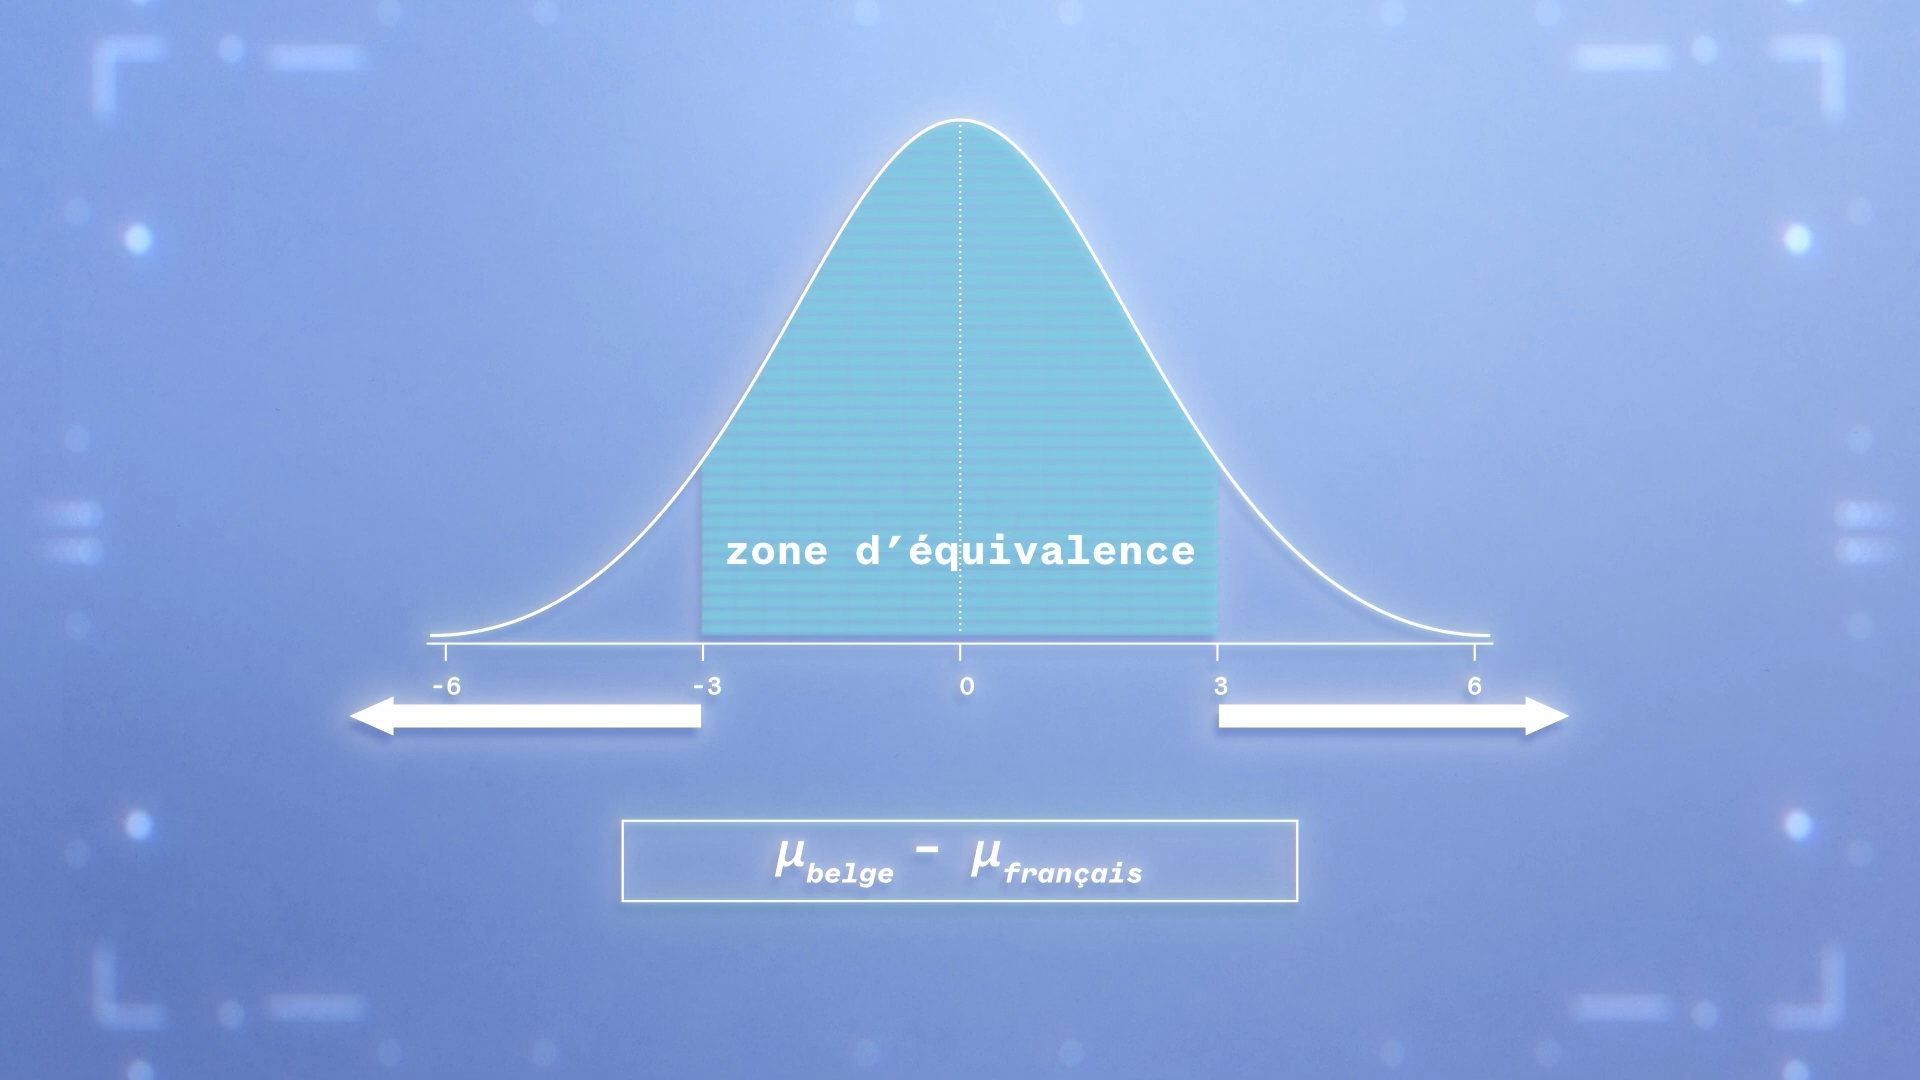 zone d’équivalence
-6 -3 0 3 6
μbelge - μfrançais